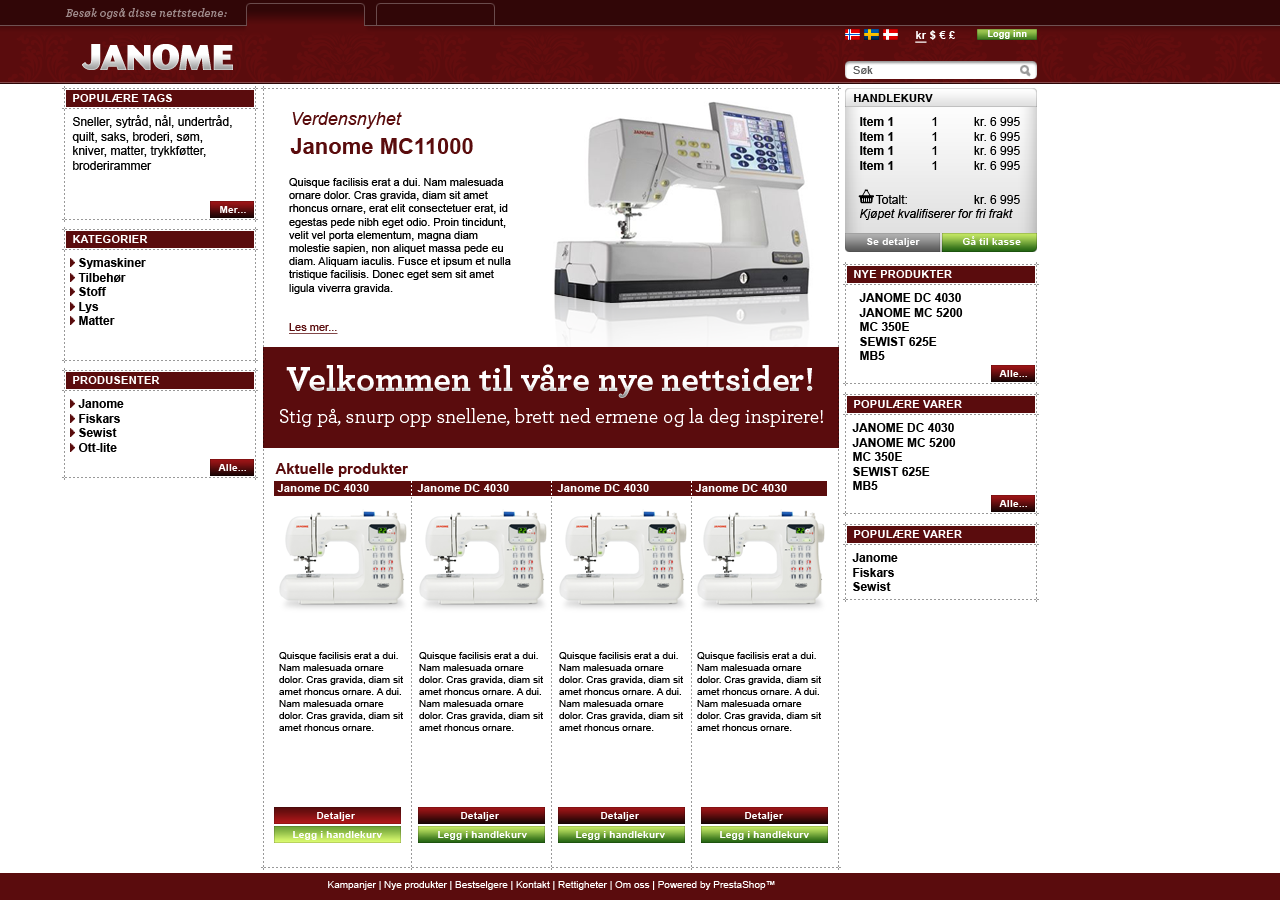 Besøk også disse nettstedene:
JANOME
kr $ € £
Logg inn
Søk
POPULÆRE TAGS
Sneller, sytråd, nål, undertråd,
quilt, saks, broderi, søm,
kniver, matter, trykkføtter,
broderirammer
Mer...
KATEGORIER
Symaskiner
Tilbehør
Stoff
Lys
Matter
PRODUSENTER
Janome
Fiskars
Sewist
Ott-lite
Alle...
Verdensnyhet
Janome MC11000
Quisque facilisis erat a dui. Nam malesuada
ornare dolor. Cras gravida, diam sit amet
rhoncus ornare, erat elit consectetuer erat, id
egestas pede nibh eget odio. Proin tincidunt,
velit vel porta elementum, magna diam
molestie sapien, non aliquet massa pede eu
diam. Aliquam iaculis. Fusce et ipsum et nulla
tristique facilisis. Donec eget sem sit amet
ligula viverra gravida.
Les mer...
JANOME
Velkommen til våre nye nettsider!
Stig på, snurp opp snellene, brett ned ermene og la deg inspirere!
Aktuelle produkter
Janome DC 4030 Janome DC 4030 Janome DC 4030 Janome DC 4030
Quisque facilisis erat a dui.
Nam malesuada ornare
dolor. Cras gravida, diam sit
amet rhoncus ornare. A dui.
Nam malesuada ornare
dolor. Cras gravida, diam sit
amet rhoncus ornare.
Quisque facilisis erat a dui.
Nam malesuada ornare
dolor. Cras gravida, diam sit
amet rhoncus ornare. A dui.
Nam malesuada ornare
dolor. Cras gravida, diam sit
amet rhoncus ornare.
Quisque facilisis erat a dui.
Nam malesuada ornare
dolor. Cras gravida, diam sit
amet rhoncus ornare. A dui.
Nam malesuada ornare
dolor. Cras gravida, diam sit
amet rhoncus ornare.
Quisque facilisis erat a dui.
Nam malesuada ornare
dolor. Cras gravida, diam sit
amet rhoncus ornare. A dui.
Nam malesuada ornare
dolor. Cras gravida, diam sit
amet rhoncus ornare.
Detaljer Detaljer Detaljer Detaljer
Legg i handlekurv Legg i handlekurv Legg i handlekurv Legg i handlekurv
HANDLEKURV
Item 1 1 kr. 6 995
Item 1 1 kr. 6 995
Item 1 1 kr. 6 995
Item 1 1 kr. 6 995
Totalt: kr. 6 995
Kjøpet kvalifiserer for fri frakt
Se detaljer Gå til kasse
NYE PRODUKTER
JANOME DC 4030
JANOME MC 5200
MC 350E
SEWIST 625E
MB5
Alle...
POPULÆRE VARER
JANOME DC 4030
JANOME MC 5200
MC 350E
SEWIST 625E
MB5
Alle...
POPULÆRE VARER
Janome
Fiskars
Sewist
Kampanjer | Nye produkter | Bestselgere | Kontakt | Rettigheter | Om oss | Powered by PrestaShop™